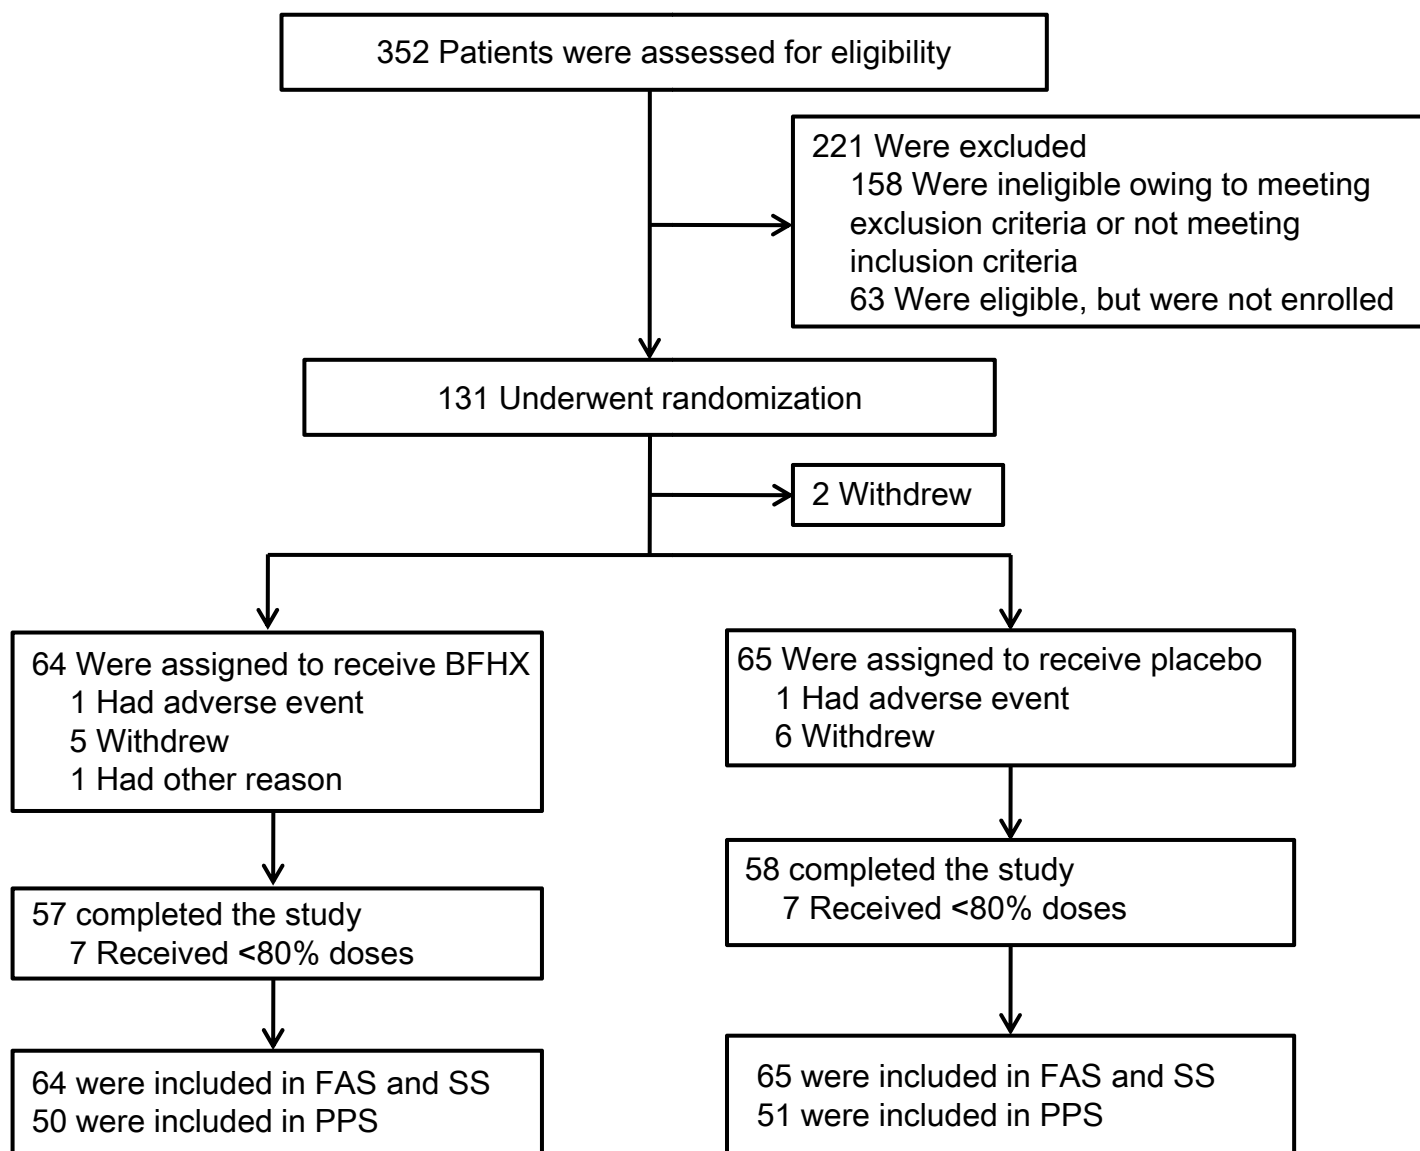 352 Patients were assessed for eligibility
221 Were excluded
158 Were ineligible owing to meeting
exclusion criteria or not meeting
inclusion criteria
63 Were eligible, but were not enrolled
131 Underwent randomization
2 Withdrew
64 Were assigned to receive BFHX
1 Had adverse event
5 Withdrew
1 Had other reason
65 Were assigned to receive placebo
1 Had adverse event
6 Withdrew
57 completed the study
7 Received <80% doses
58 completed the study
7 Received <80% doses
64 were included in FAS and SS
50 were included in PPS
65 were included in FAS and SS
51 were included in PPS